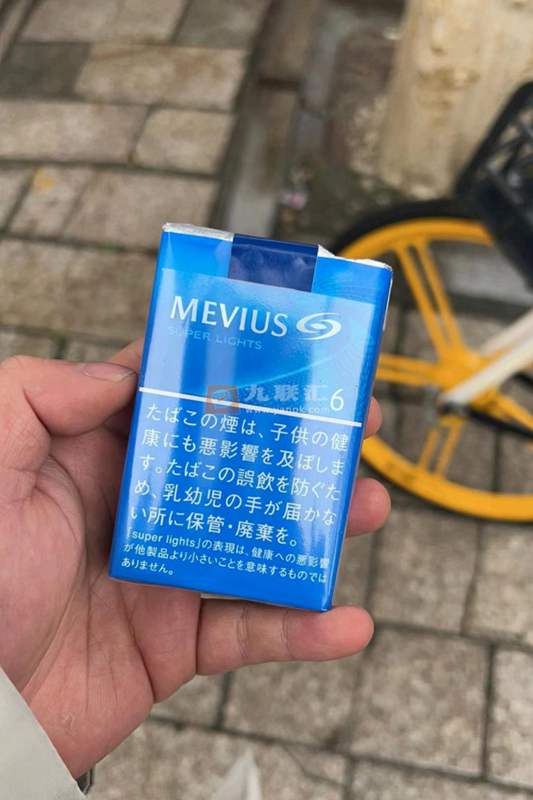 MEVIUS
SUPER LIGHTS
九联汇
6
たばこの煙は、子供の健
康にも悪影響を及ぼしま
す。たばこの誤飲を防ぐた
め、乳幼児の手が届かな
い所に保管・廃棄を。
「super lights」の表現は、健康への悪影響
が他製品より小さいことを意味するものでは
ありません。